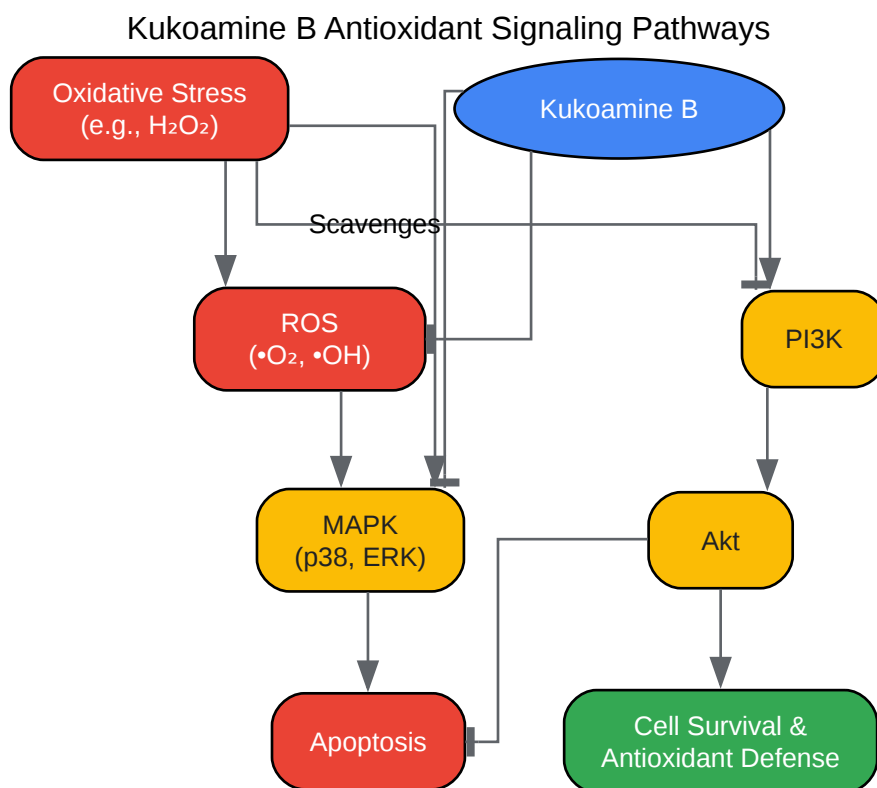 Kukoamine B Antioxidant Signaling Pathways
Oxidative Stress
(e.g., H₂O₂)
Kukoamine B
Scavenges
ROS
(•O₂, •OH)
PI3K
MAPK
(p38, ERK)
Akt
Apoptosis
Cell Survival &
Antioxidant Defense